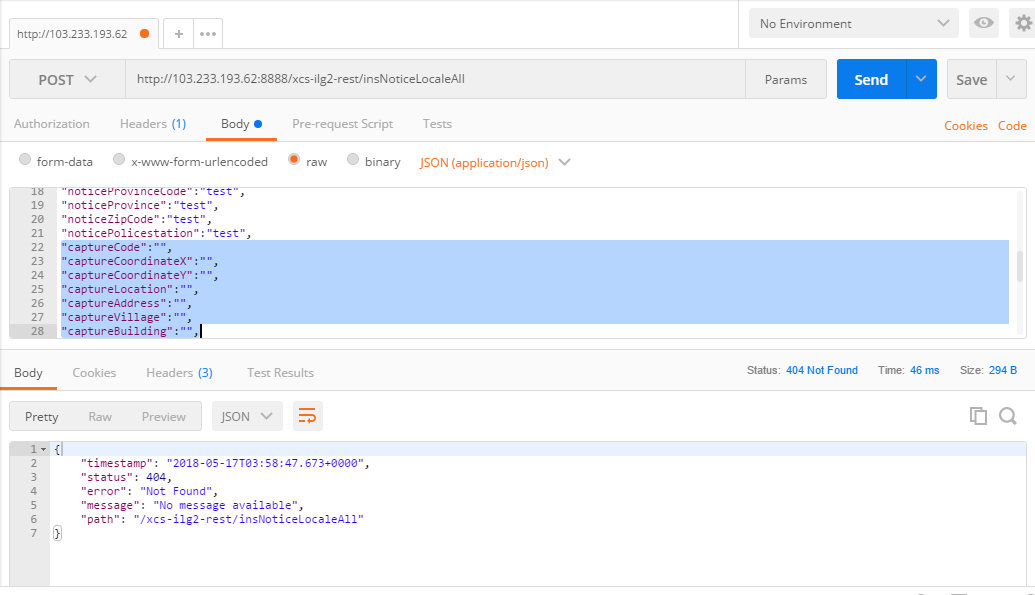 http://103.233.193.62
No Environment
POST
http://103.233.193.62:8888/xcs-ilg2-rest/insNoticeLocaleAll
Params
Send
Save
Authorization
Headers (1)
Body
Pre-request Script
Tests
Cookies
Code
form-data
x-www-form-urlencoded
raw
binary
JSON (application/json)
18 "noticeProvinceCode":"test",
19 "noticeProvince":"test",
20 "noticeZipCode":"test",
21 "noticePolicestation":"test",
22 "captureCode":"",
23 "captureCoordinateX":"",
24 "captureCoordinateY":"",
25 "captureLocation":"",
26 "captureAddress":"",
27 "captureVillage":"",
28 "captureBuilding":"",
Body
Cookies
Headers (3)
Test Results
Status: 404 Not Found
Time: 46 ms
Size: 294 B
Pretty
Raw
Preview
JSON
1 {
2 "timestamp": "2018-05-17T03:58:47.673+0000",
3 "status": 404,
4 "error": "Not Found",
5 "message": "No message available",
6 "path": "/xcs-ilg2-rest/insNoticeLocaleAll"
7 }